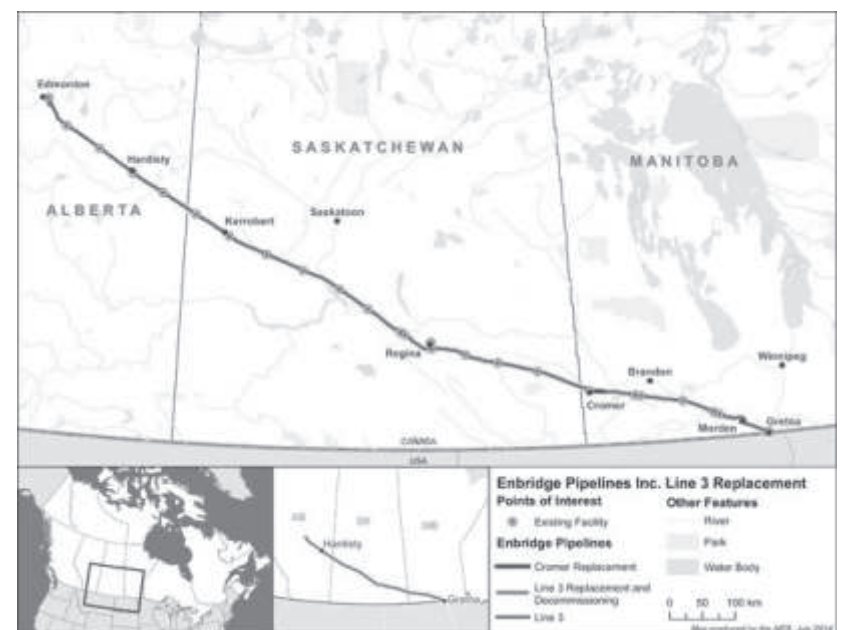 Edmonton
Hardisty
SASKATCHEWAN
MANITOBA
ALBERTA
Saskatoon
Kerrobert
Regina
Winnipeg
Brandon
Cromer
Morden
Gretna
CANADA
USA
Hardisty
Gretna
Enbridge Pipelines Inc. Line 3 Replacement
Points of Interest
Existing Facility
Enbridge Pipelines
Cromer Replacement
Line 3 Replacement and
Decommissioning
Line 3
Other Features
River
Park
Water Body
0 50 100 km